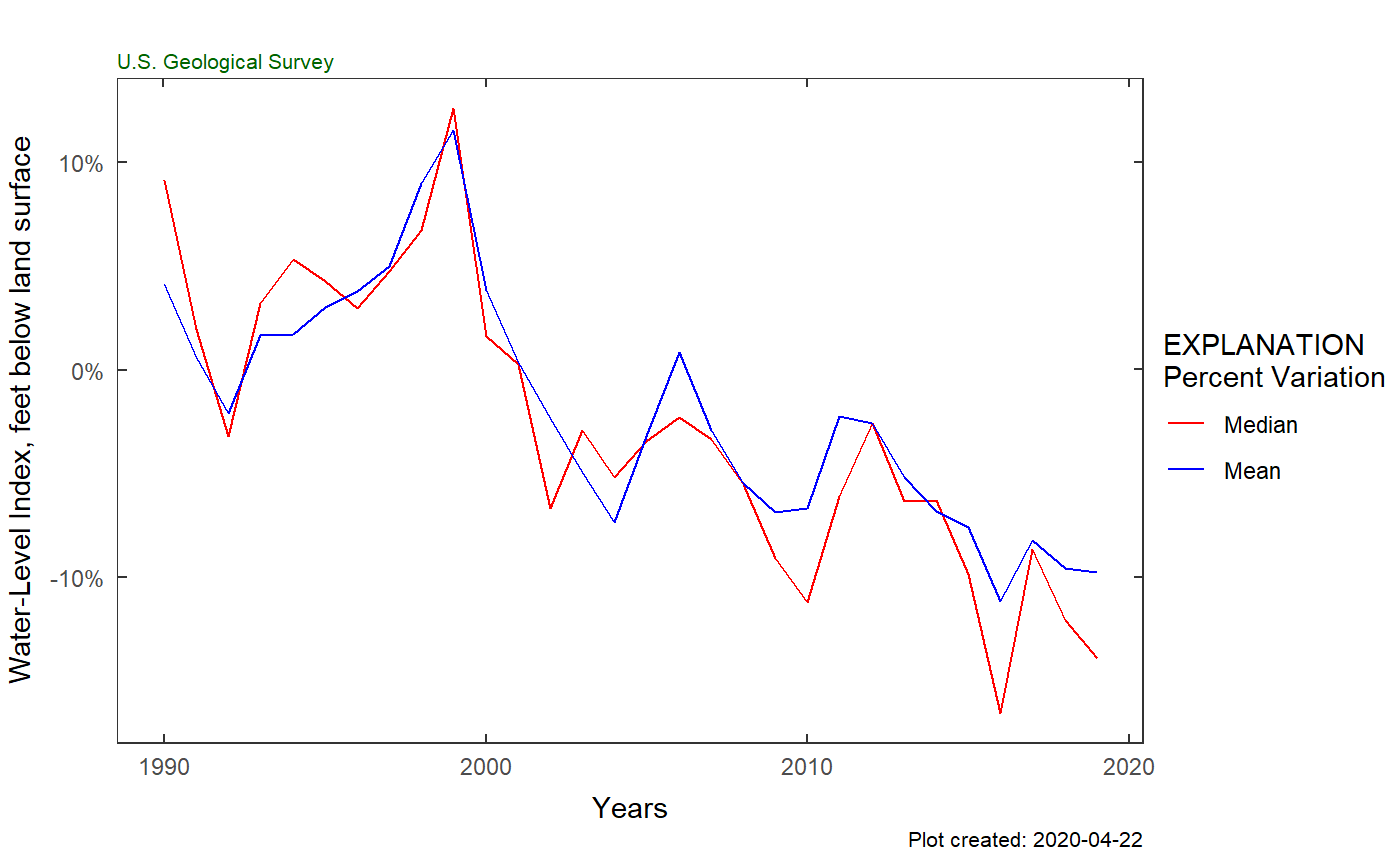 U.S. Geological Survey
Water-Level Index, feet below land surface
10%
0%
-10%
1990
2000
2010
2020
Years
EXPLANATION
Percent Variation
Median
Mean
Plot created: 2020-04-22